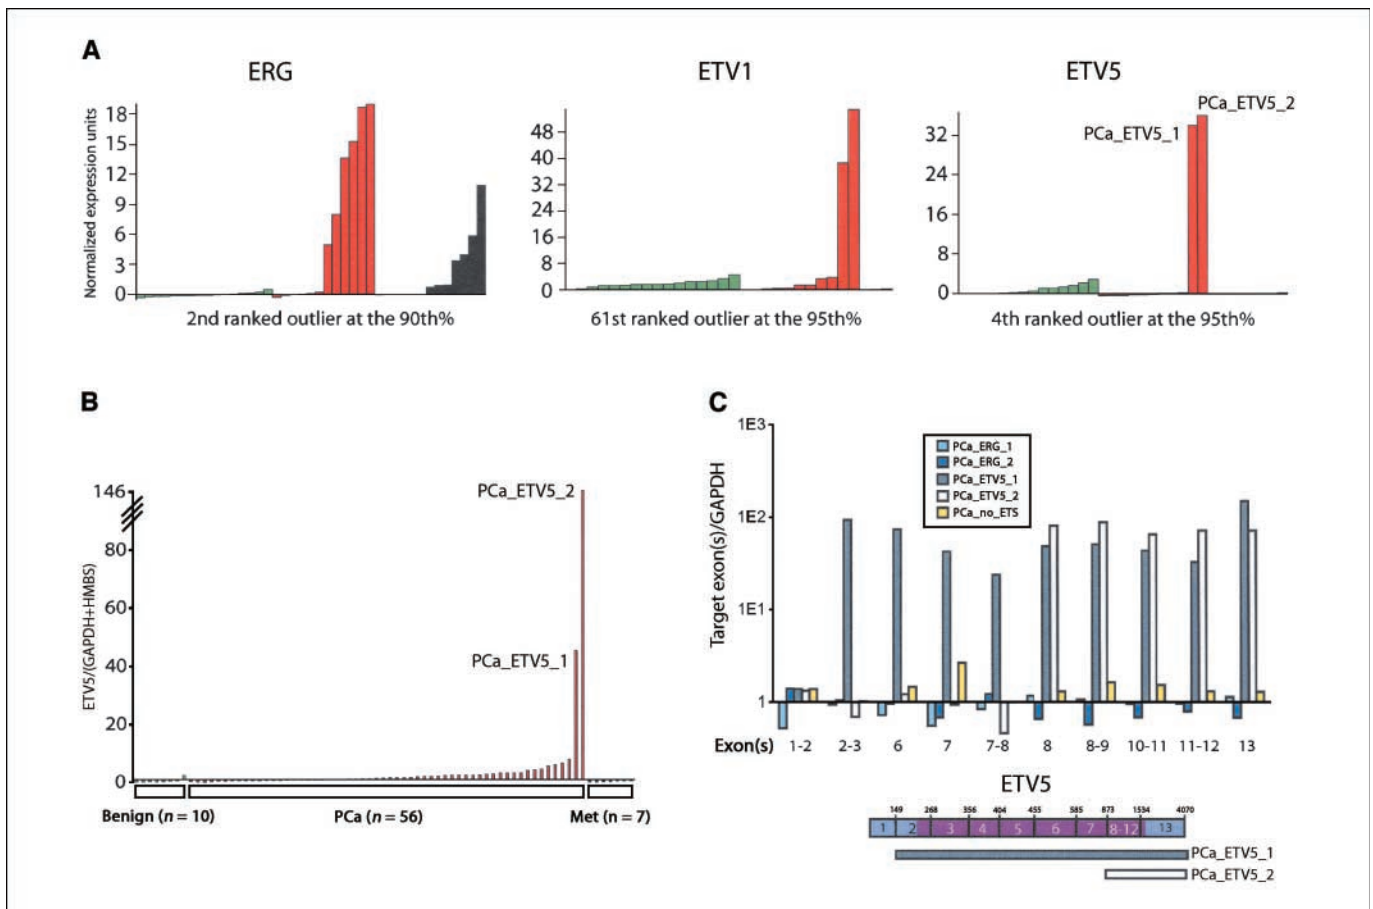 A
ERG
ETV1
ETV5
Normalized expression units
18
15
12
9
6
3
0
48
40
32
24
16
8
0
32
24
16
8
0
PCa_ETV5_2
PCa_ETV5_1
2nd ranked outlier at the 90th%
61st ranked outlier at the 95th%
4th ranked outlier at the 95th%
B
ETV5/(GAPDH+HMBS)
146
80
60
40
20
0
PCa_ETV5_2
PCa_ETV5_1
Benign (n = 10)
PCa (n = 56)
Met (n = 7)
C
Target exon(s)/GAPDH
1E3
1E2
1E1
1
PCa_ERG_1
PCa_ERG_2
PCa_ETV5_1
PCa_ETV5_2
PCa_no_ETS
Exon(s) 1-2 2-3 6 7 7-8 8 8-9 10-11 11-12 13
ETV5
149 268 356 404 455 585 873 1534 4070
1 2 3 4 5 6 7 8-12 13
PCa_ETV5_1
PCa_ETV5_2